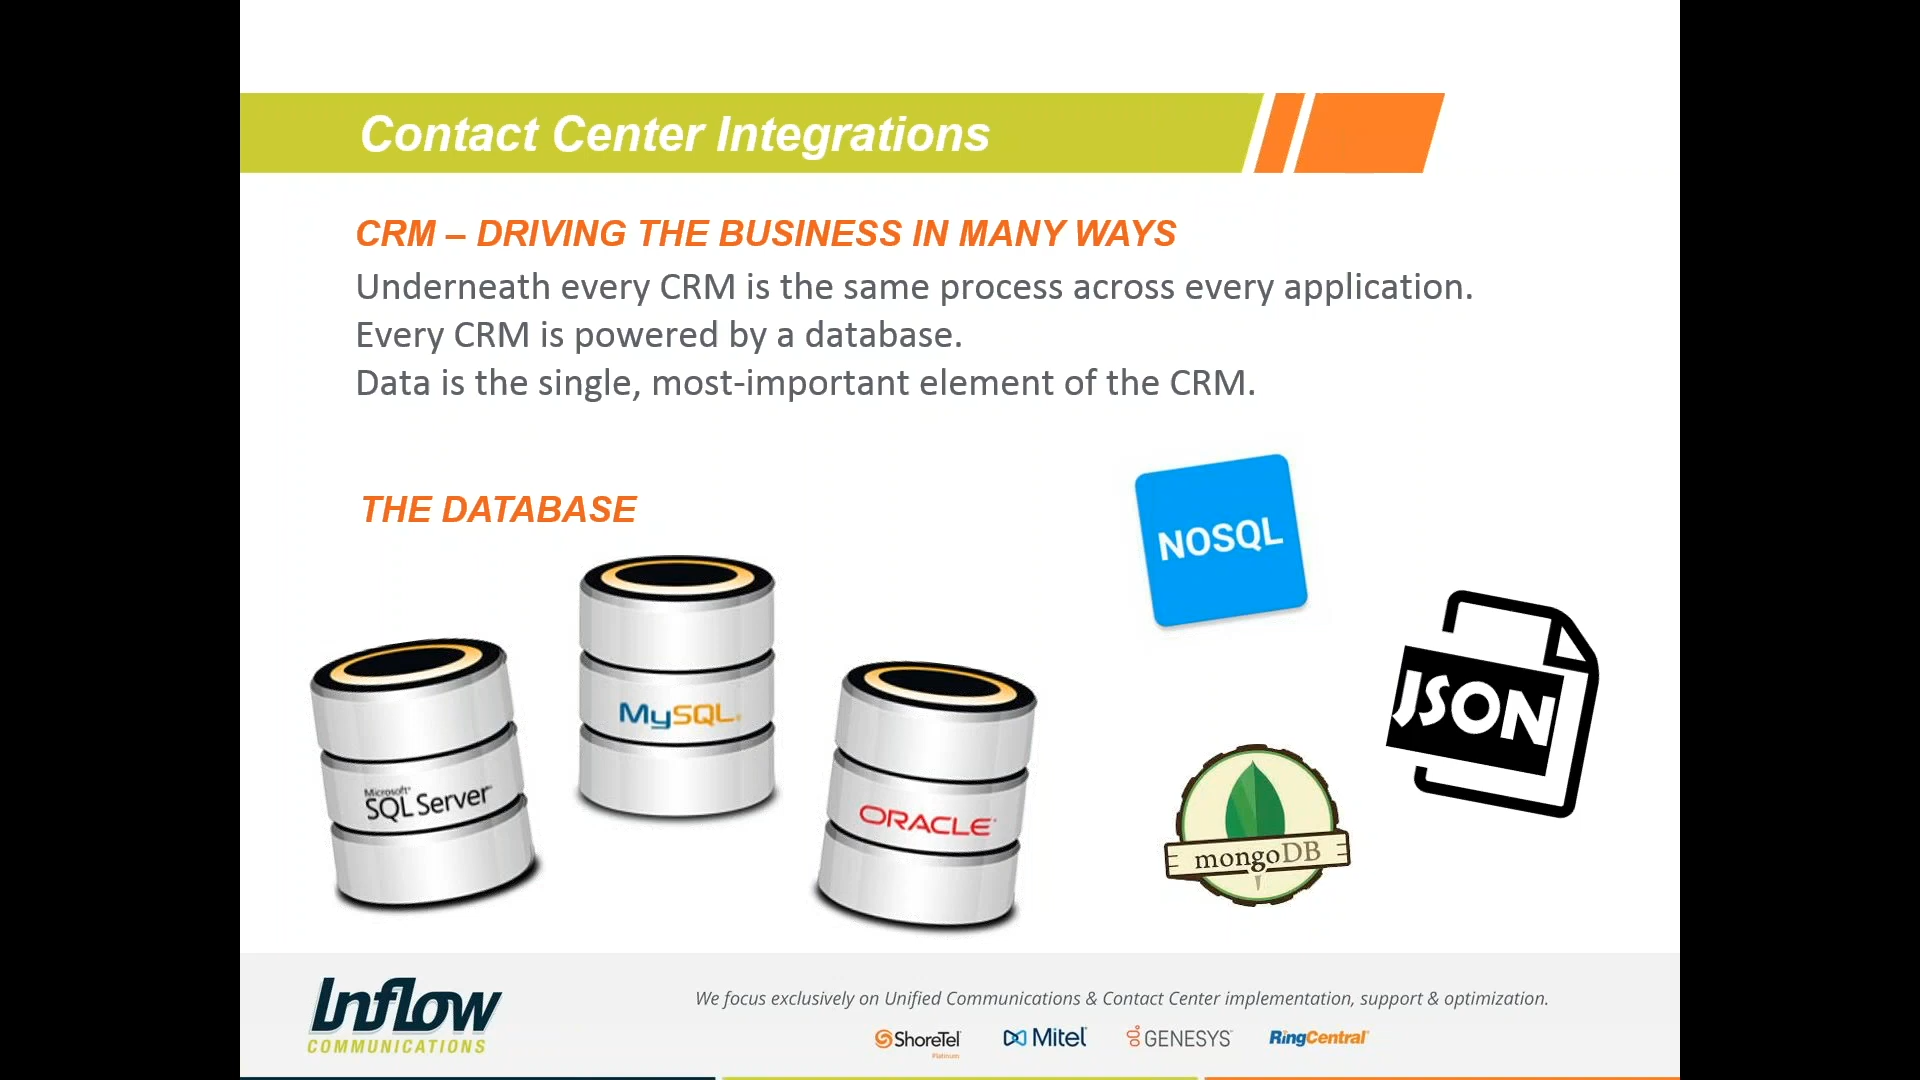 Contact Center Integrations
CRM – DRIVING THE BUSINESS IN MANY WAYS
Underneath every CRM is the same process across every application.
Every CRM is powered by a database.
Data is the single, most-important element of the CRM.
THE DATABASE
NOSQL
JSON
MySQL
Microsoft
SQL Server
ORACLE
mongoDB
Inflow
COMMUNICATIONS
We focus exclusively on Unified Communications & Contact Center implementation, support & optimization.
ShoreTel Mitel GENESYS RingCentral
Platinum